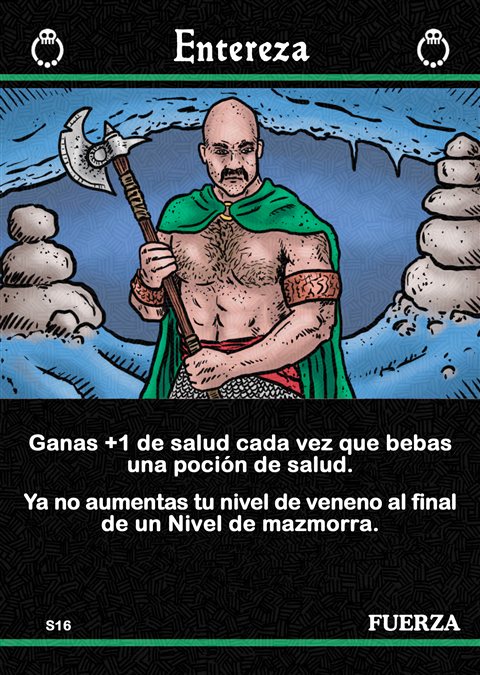 Entereza
Ganas +1 de salud cada vez que bebas
una poción de salud.
Ya no aumentas tu nivel de veneno al final
de un Nivel de mazmorra.
S16
FUERZA